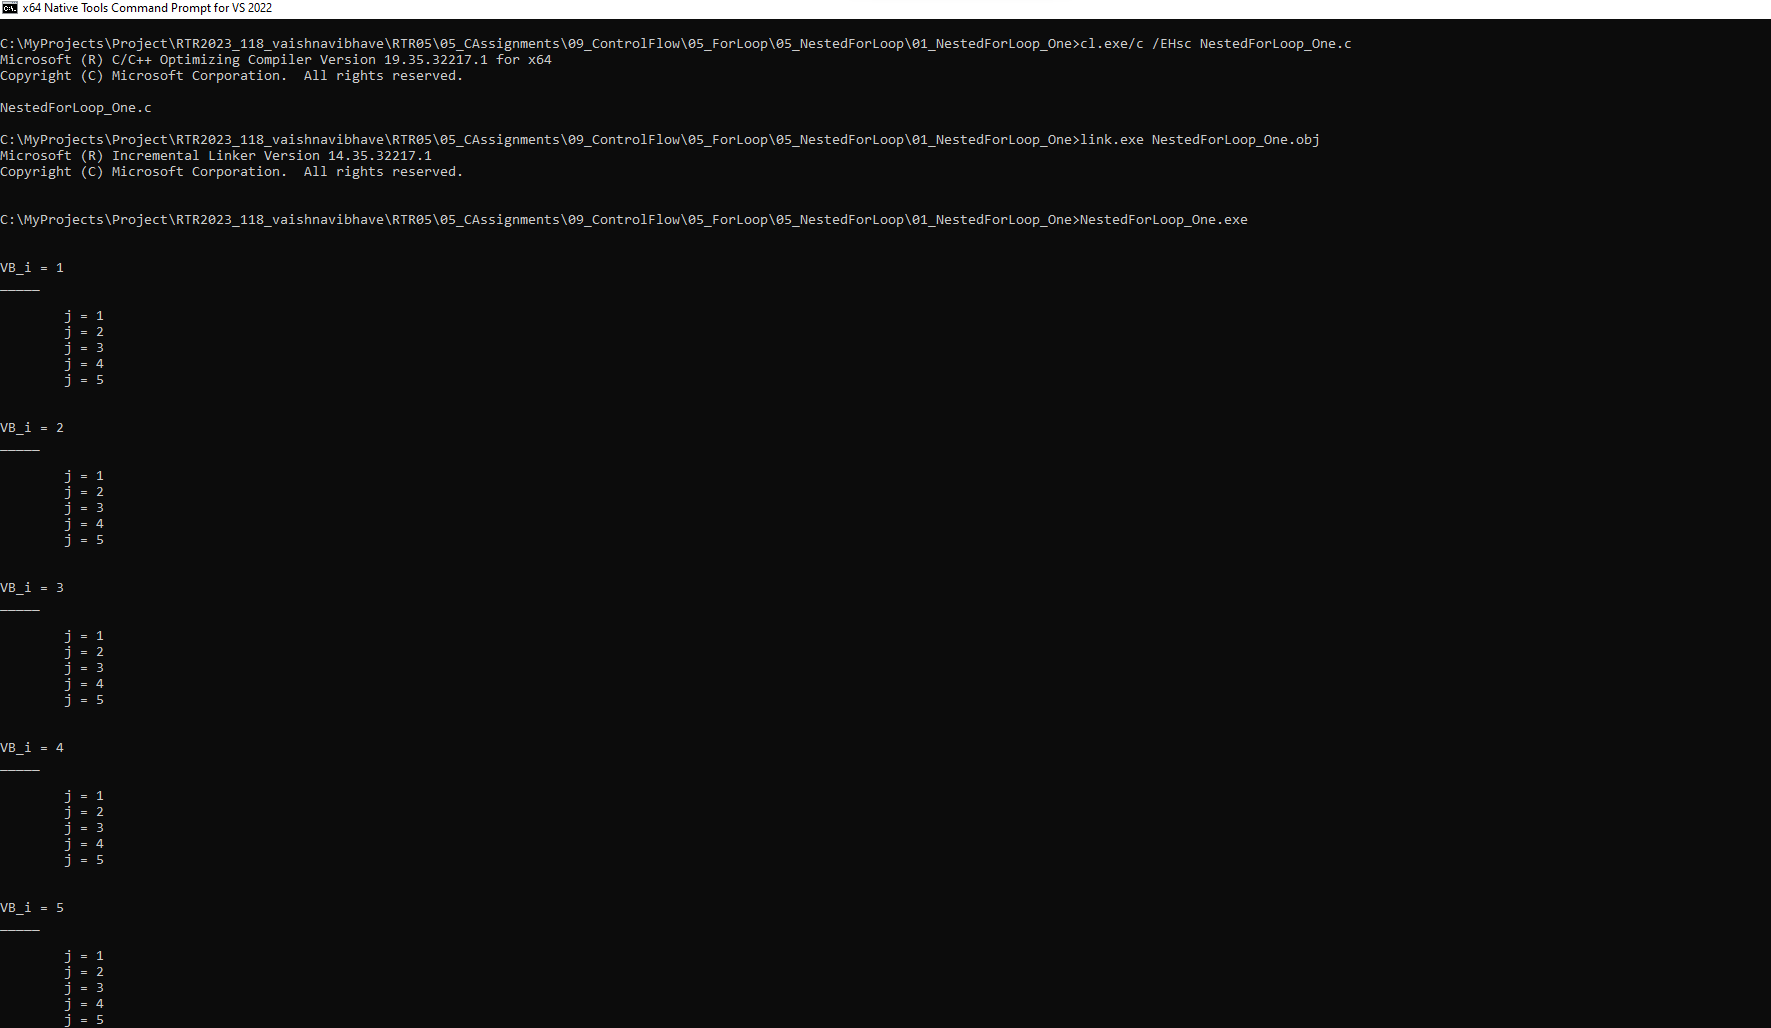 x64 Native Tools Command Prompt for VS 2022
C:\MyProjects\Project\RTR2023_118_vaishnavibhave\RTR05\05_CAssignments\09_ControlFlow\05_ForLoop\05_NestedForLoop\01_NestedForLoop_One>cl.exe/c /EHsc NestedForLoop_One.c
Microsoft (R) C/C++ Optimizing Compiler Version 19.35.32217.1 for x64
Copyright (C) Microsoft Corporation.  All rights reserved.
NestedForLoop_One.c
C:\MyProjects\Project\RTR2023_118_vaishnavibhave\RTR05\05_CAssignments\09_ControlFlow\05_ForLoop\05_NestedForLoop\01_NestedForLoop_One>link.exe NestedForLoop_One.obj
Microsoft (R) Incremental Linker Version 14.35.32217.1
Copyright (C) Microsoft Corporation.  All rights reserved.
C:\MyProjects\Project\RTR2023_118_vaishnavibhave\RTR05\05_CAssignments\09_ControlFlow\05_ForLoop\05_NestedForLoop\01_NestedForLoop_One>NestedForLoop_One.exe
VB_i = 1
_____
j = 1
j = 2
j = 3
j = 4
j = 5
VB_i = 2
_____
j = 1
j = 2
j = 3
j = 4
j = 5
VB_i = 3
_____
j = 1
j = 2
j = 3
j = 4
j = 5
VB_i = 4
_____
j = 1
j = 2
j = 3
j = 4
j = 5
VB_i = 5
_____
j = 1
j = 2
j = 3
j = 4
j = 5